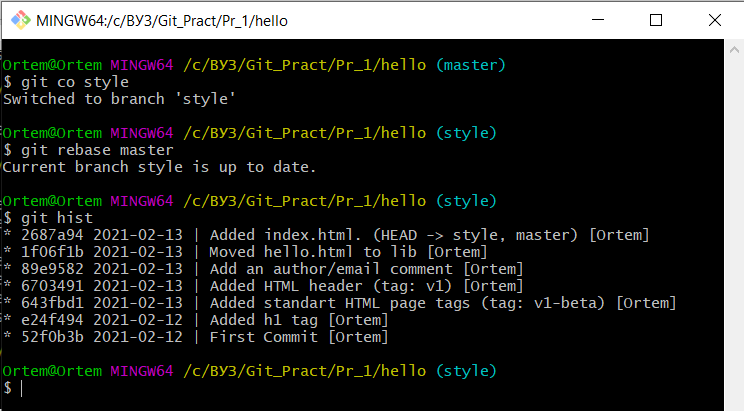 MINGW64:/c/ВУЗ/Git_Pract/Pr_1/hello
Ortem@Ortem MINGW64 /c/ВУЗ/Git_Pract/Pr_1/hello (master)
$ git co style
Switched to branch 'style'
Ortem@Ortem MINGW64 /c/ВУЗ/Git_Pract/Pr_1/hello (style)
$ git rebase master
Current branch style is up to date.
Ortem@Ortem MINGW64 /c/ВУЗ/Git_Pract/Pr_1/hello (style)
$ git hist
* 2687a94 2021-02-13 | Added index.html. (HEAD -> style, master) [Ortem]
* 1f06f1b 2021-02-13 | Moved hello.html to lib [Ortem]
* 89e9582 2021-02-13 | Add an author/email comment [Ortem]
* 6703491 2021-02-13 | Added HTML header (tag: v1) [Ortem]
* 643fbd1 2021-02-13 | Added standart HTML page tags (tag: v1-beta) [Ortem]
* e24f494 2021-02-12 | Added h1 tag [Ortem]
* 52f0b3b 2021-02-12 | First Commit [Ortem]
Ortem@Ortem MINGW64 /c/ВУЗ/Git_Pract/Pr_1/hello (style)
$